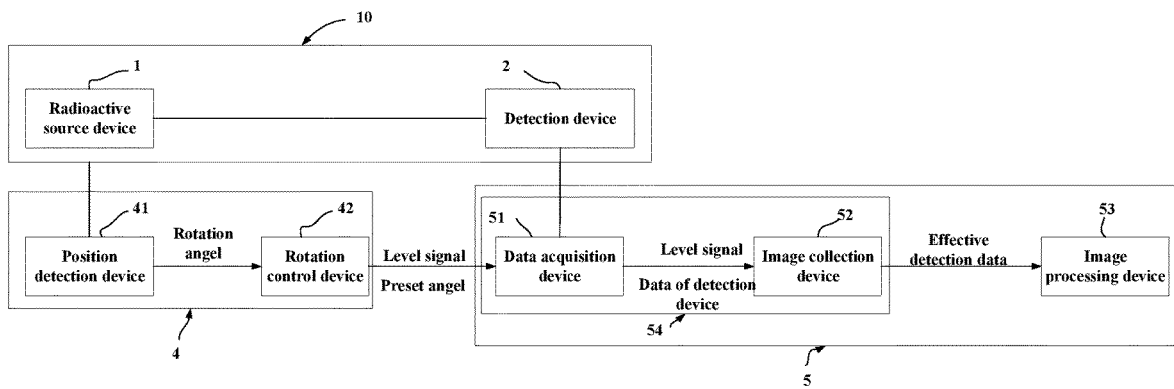 10
1
2
Radioactive
source device
Detection device
41
42
51
52
53
Position
detection device
Rotation
angel
Rotation
control device
Level signal
Preset angel
Data acquisition
device
Level signal
Data of detection
device
Image collection
device
Effective
detection data
Image
processing device
4
54
5